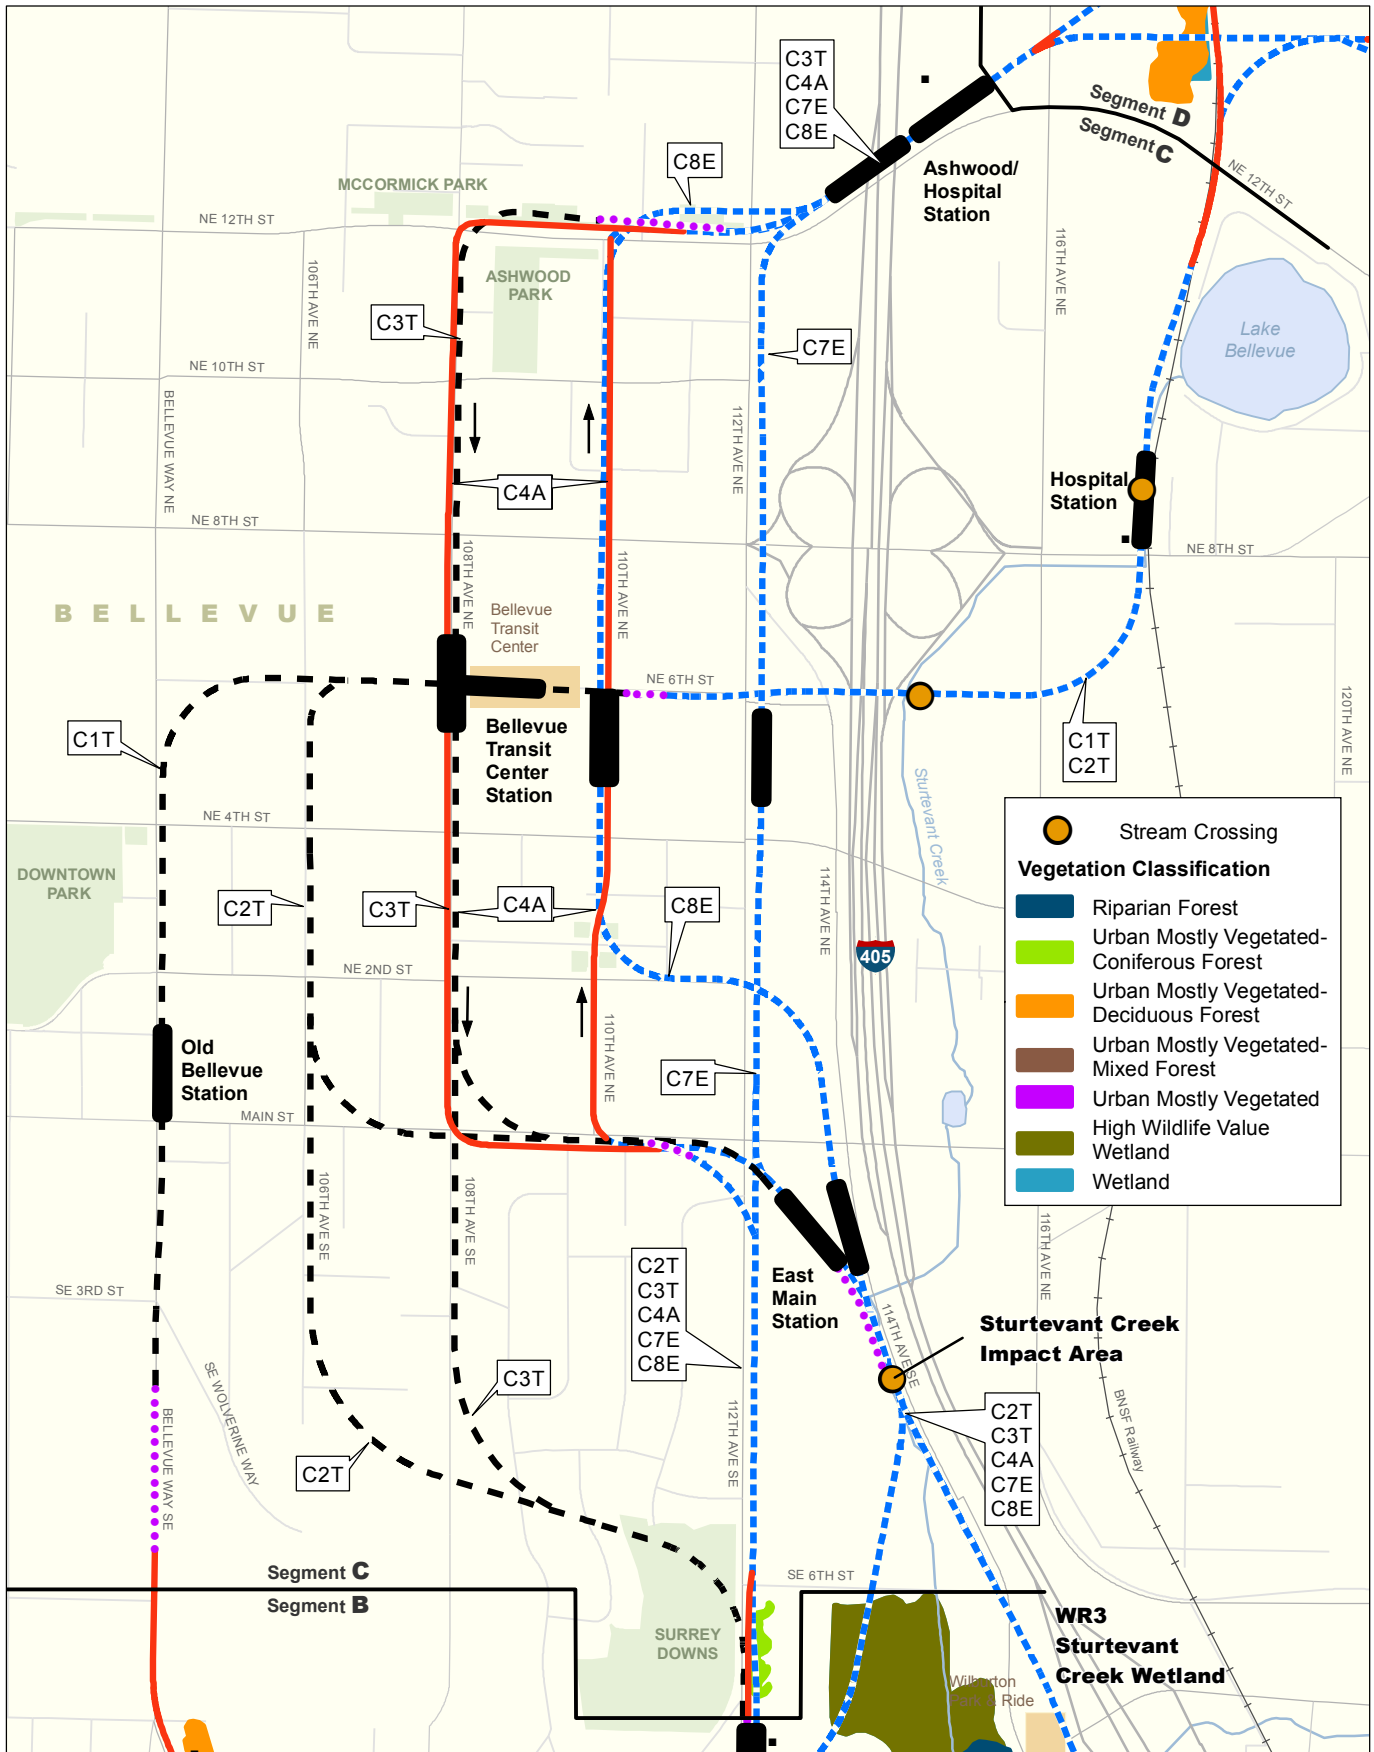 C3T
C4A
C7E
C8E
Segment D
Segment C
C8E
Ashwood/
Hospital
Station
MCCORMICK PARK
NE 12TH ST
NE 12TH ST
116TH AVE NE
106TH AVE NE
ASHWOOD
PARK
C3T
C7E
Lake
Bellevue
NE 10TH ST
BELLEVUE WAY NE
112TH AVE NE
C4A
Hospital
Station
NE 8TH ST
NE 8TH ST
108TH AVE NE
110TH AVE NE
BELLEVUE
Bellevue
Transit
Center
NE 6TH ST
120TH AVE NE
C1T
Bellevue
Transit
Center
Station
C1T
C2T
Sturtevant Creek
NE 4TH ST
DOWNTOWN
PARK
114TH AVE NE
C2T
C3T
C4A
C8E
405
NE 2ND ST
110TH AVE NE
Old
Bellevue
Station
C7E
MAIN ST
Stream Crossing
Vegetation Classification
Riparian Forest
Urban Mostly Vegetated-
Coniferous Forest
Urban Mostly Vegetated-
Deciduous Forest
Urban Mostly Vegetated-
Mixed Forest
Urban Mostly Vegetated
High Wildlife Value
Wetland
Wetland
106TH AVE SE
108TH AVE SE
116TH AVE NE
SE 3RD ST
C2T
C3T
C4A
C7E
C8E
East
Main
Station
114TH AVE SE
Sturtevant Creek
Impact Area
SE WOLVERINE WAY
C3T
BELLEVUE WAY SE
112TH AVE SE
C2T
C3T
C4A
C7E
C8E
BNSF Railway
C2T
Segment C
Segment B
SE 6TH ST
SURREY
DOWNS
WR3
Sturtevant
Creek Wetland
Wilburton
Park & Ride